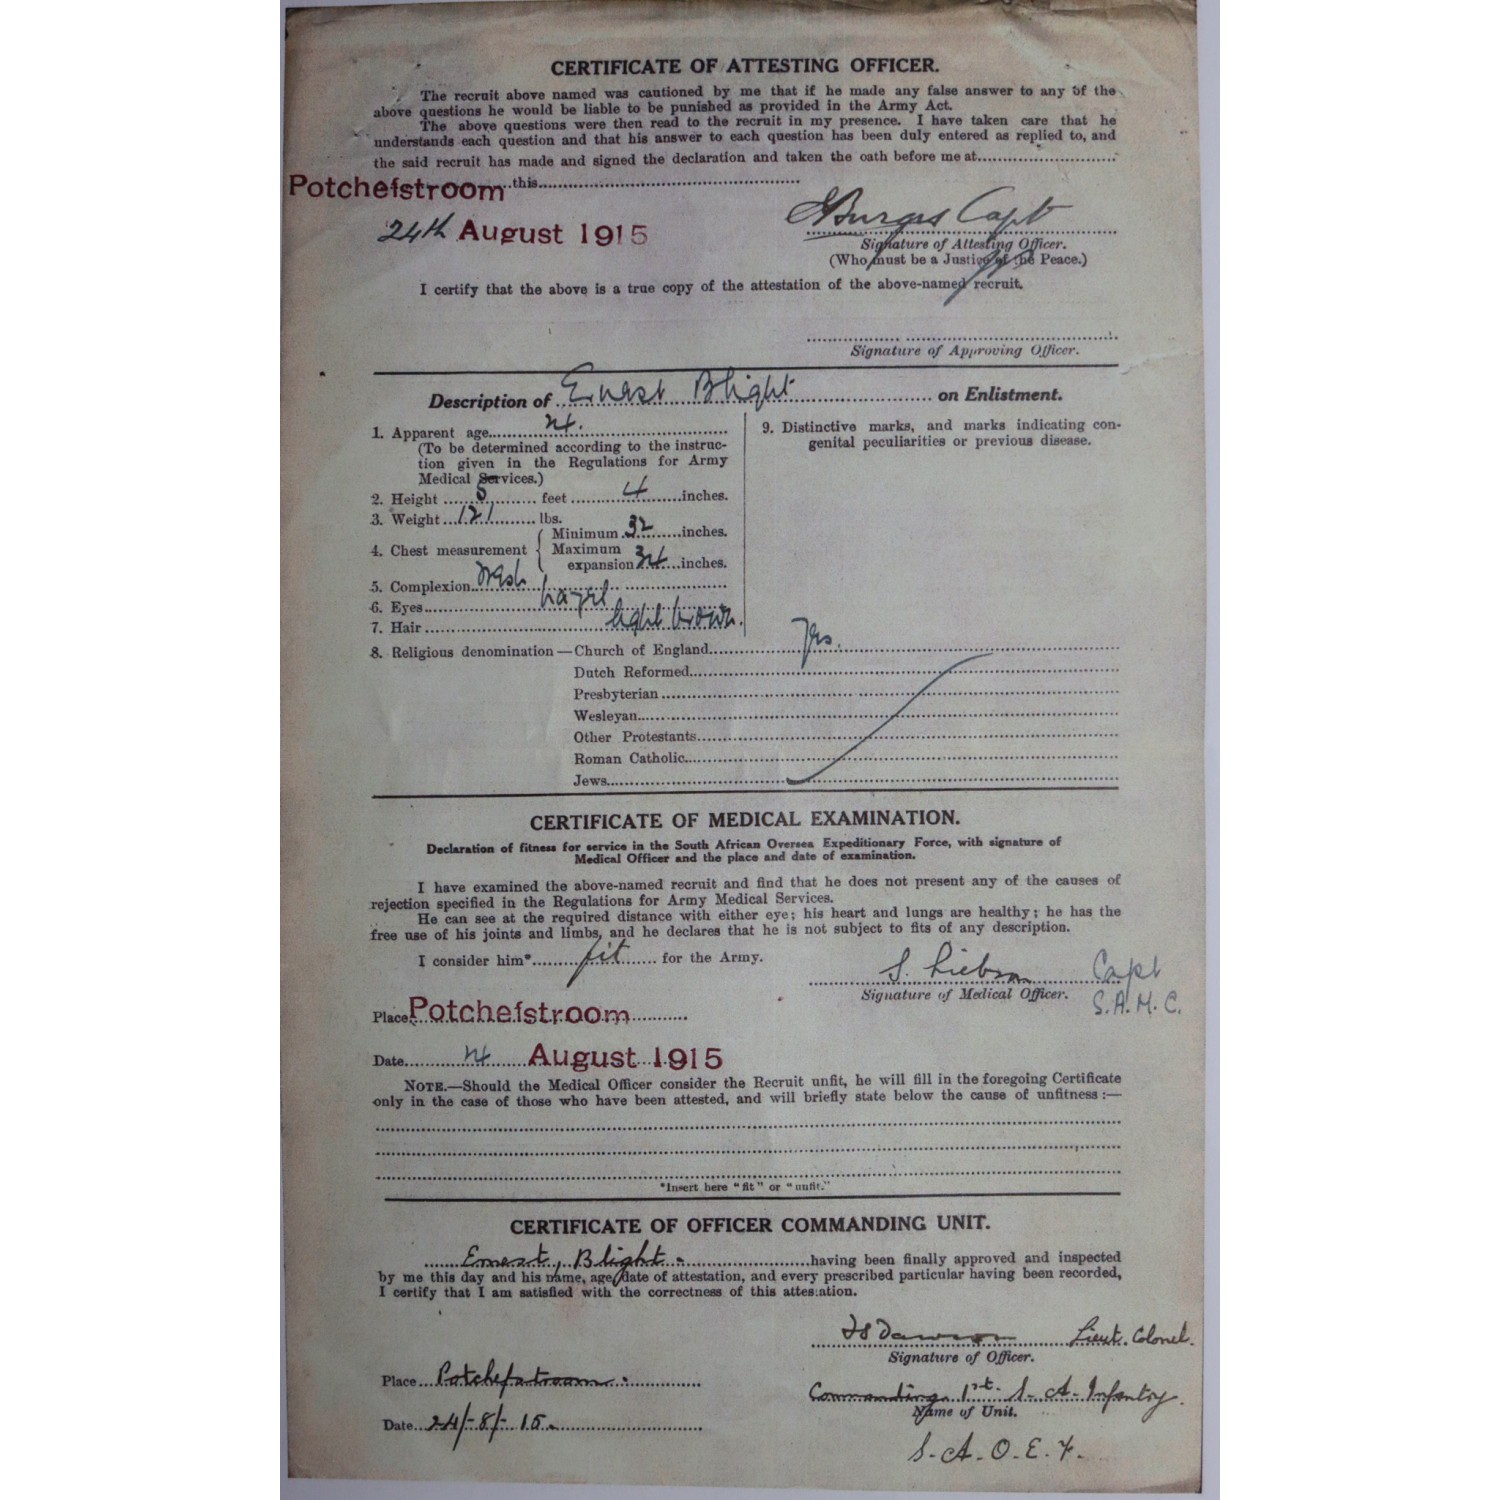 CERTIFICATE OF ATTESTING OFFICER.
The recruit above named was cautioned by me that if he made any false answer to any of the
above questions he would be liable to be punished as provided in the Army Act.
The above questions were then read to the recruit in my presence. I have taken care that he
understands each question and that his answer to each question has been duly entered as replied to, and
the said recruit has made and signed the declaration and taken the oath before me at
Potchefstroom this
24th August 1915
Burges Capt
Signature of Attesting Officer.
(Who must be a Justice of the Peace.)
I certify that the above is a true copy of the attestation of the above-named recruit.
Signature of Approving Officer.
Description of Ernest Blight on Enlistment.
1. Apparent age 24.
(To be determined according to the instruc-
tion given in the Regulations for Army
Medical Services.)
2. Height 5 feet 4 inches.
3. Weight 121 lbs.
4. Chest measurement { Minimum 32 inches.
Maximum
expansion 34 inches.
5. Complexion fresh
6. Eyes hazel
7. Hair light brown.
9. Distinctive marks, and marks indicating con-
genital peculiarities or previous disease.
8. Religious denomination—Church of England Yes.
Dutch Reformed
Presbyterian
Wesleyan
Other Protestants
Roman Catholic
Jews
CERTIFICATE OF MEDICAL EXAMINATION.
Declaration of fitness for service in the South African Oversea Expeditionary Force, with signature of
Medical Officer and the place and date of examination.
I have examined the above-named recruit and find that he does not present any of the causes of
rejection specified in the Regulations for Army Medical Services.
He can see at the required distance with either eye; his heart and lungs are healthy; he has the
free use of his joints and limbs, and he declares that he is not subject to fits of any description.
I consider him* fit for the Army.
S. Liebson Capt
Signature of Medical Officer. S.A.M.C.
Place Potchefstroom
Date 24 August 1915
NOTE.—Should the Medical Officer consider the Recruit unfit, he will fill in the foregoing Certificate
only in the case of those who have been attested, and will briefly state below the cause of unfitness:—
*Insert here "fit" or "unfit."
CERTIFICATE OF OFFICER COMMANDING UNIT.
Ernest, Blight. having been finally approved and inspected
by me this day and his name, age, date of attestation, and every prescribed particular having been recorded,
I certify that I am satisfied with the correctness of this attestation.
FS Dawson Lieut. Colonel.
Signature of Officer.
Place Potchefstroom.
Commanding 1st. S. A. Infantry.
Name of Unit.
Date 24/-8/-15.
S. A. O. E. F.